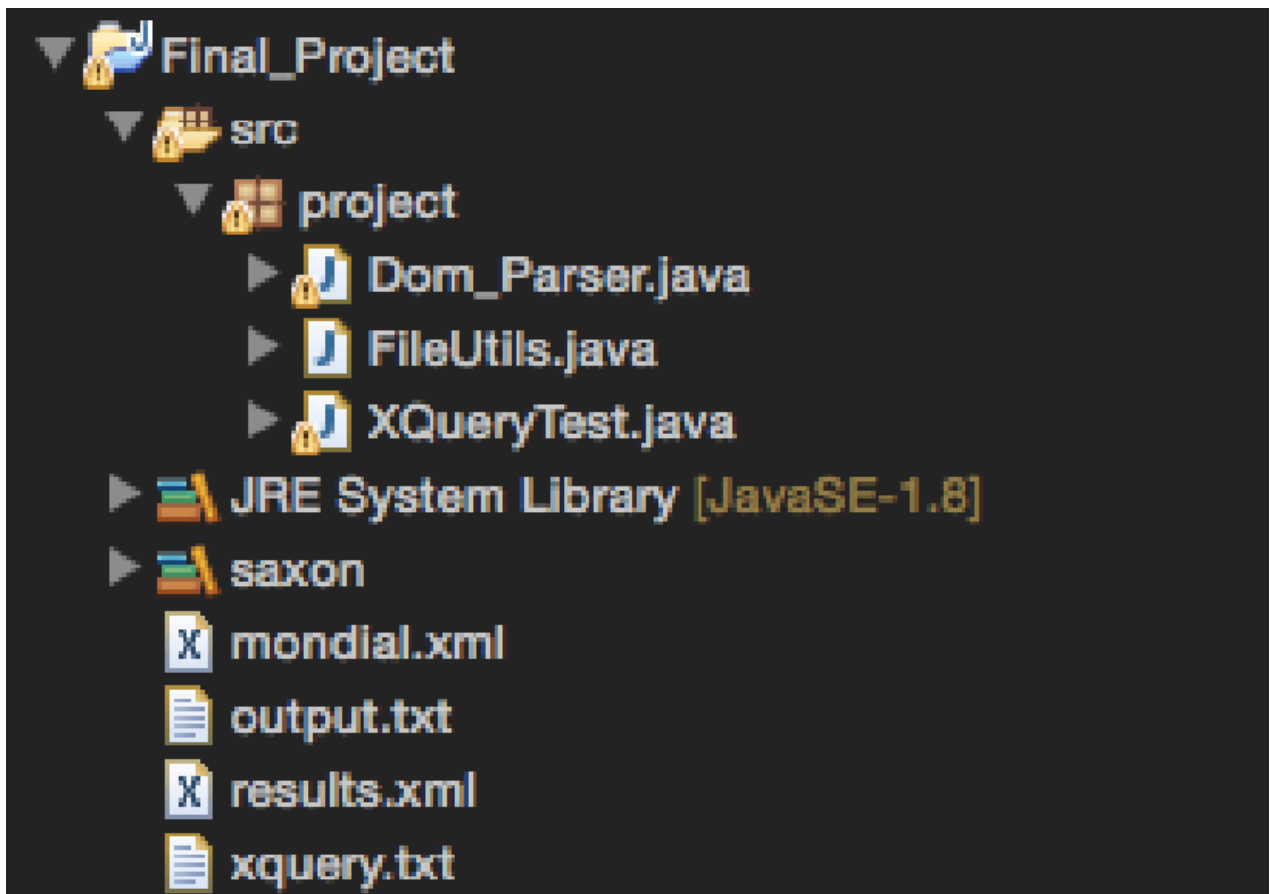 Final_Project
src
project
Dom_Parser.java
FileUtils.java
XQueryTest.java
JRE System Library [JavaSE-1.8]
saxon
mondial.xml
output.txt
results.xml
xquery.txt